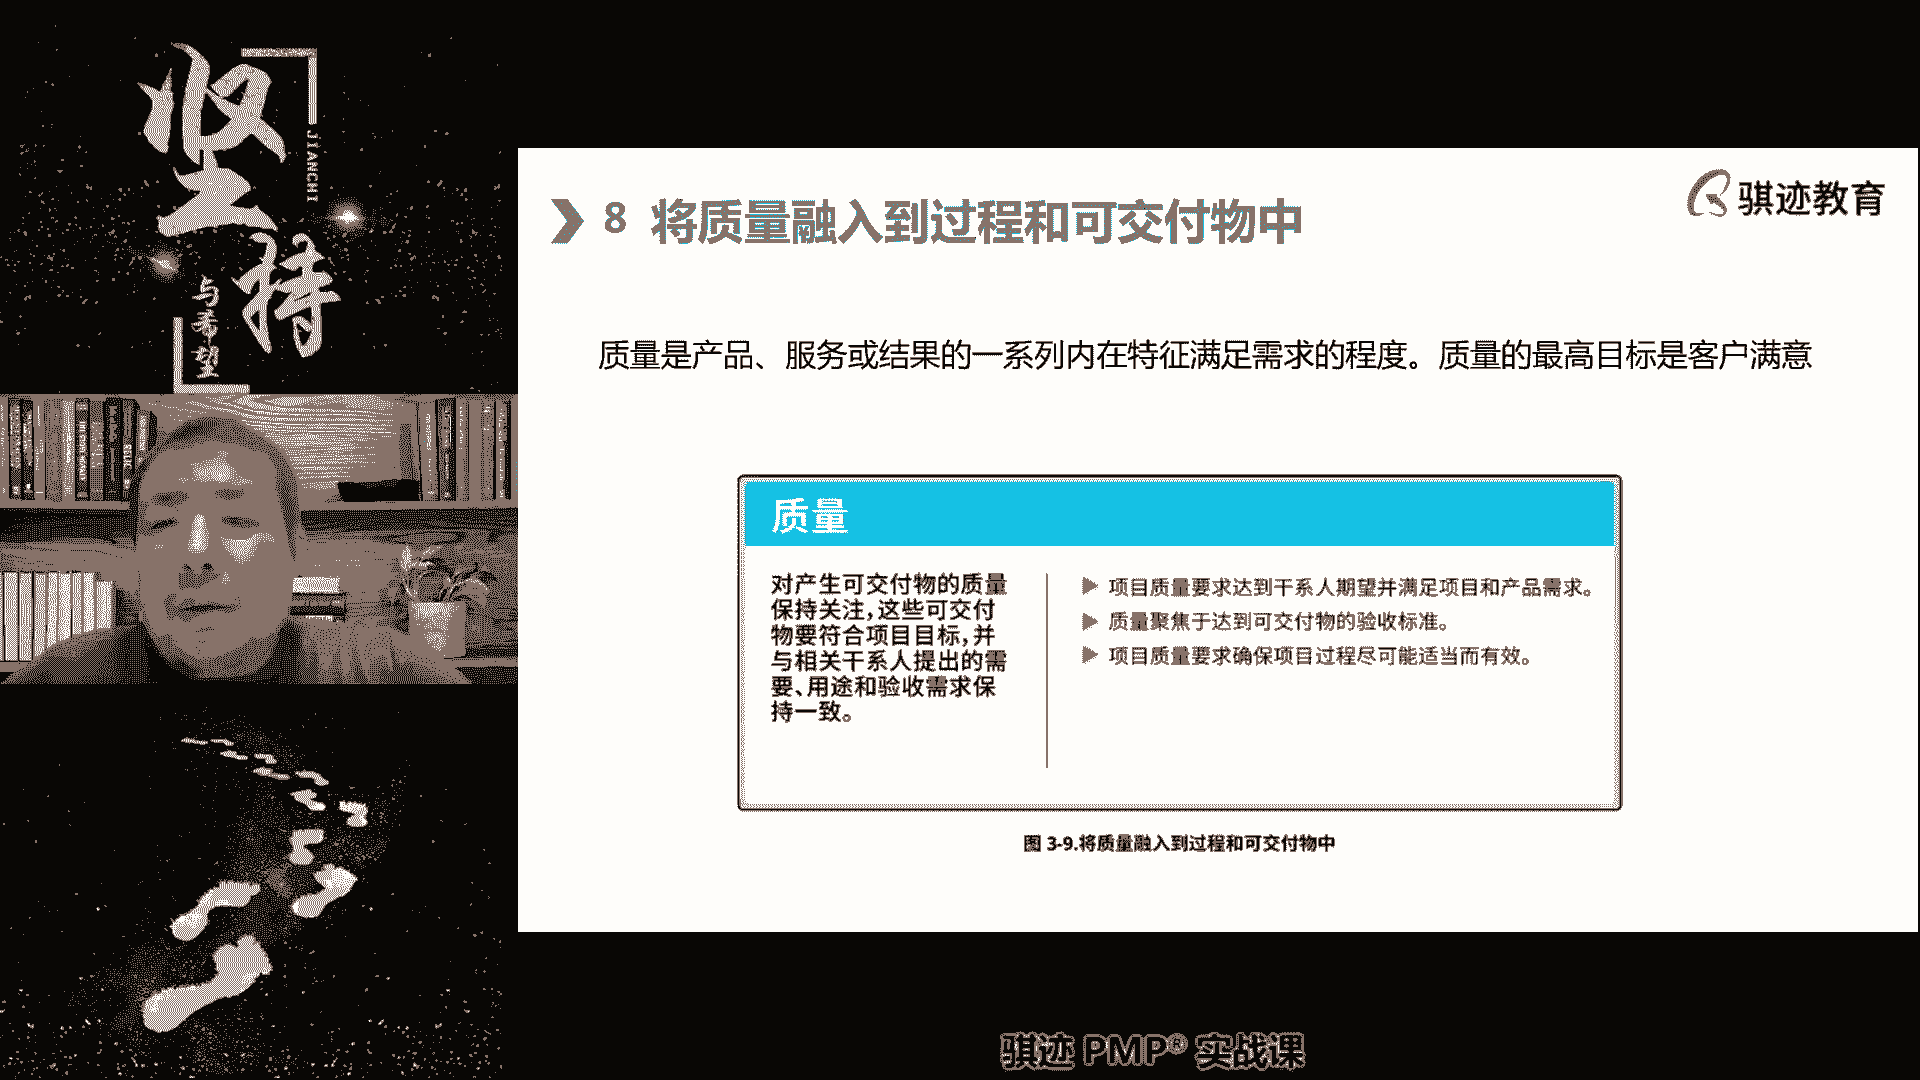 坚持
JIANCHI
与希望
骐迹教育
8 将质量融入到过程和可交付物中
质量是产品、服务或结果的一系列内在特征满足需求的程度。质量的最高目标是客户满意
质量
对产生可交付物的质量
保持关注，这些可交付
物要符合项目目标，并
与相关干系人提出的需
要、用途和验收需求保
持一致。
项目质量要求达到干系人期望并满足项目和产品需求。
质量聚焦于达到可交付物的验收标准。
项目质量要求确保项目过程尽可能适当而有效。
图 3-9.将质量融入到过程和可交付物中
骐迹 PMP® 实战课